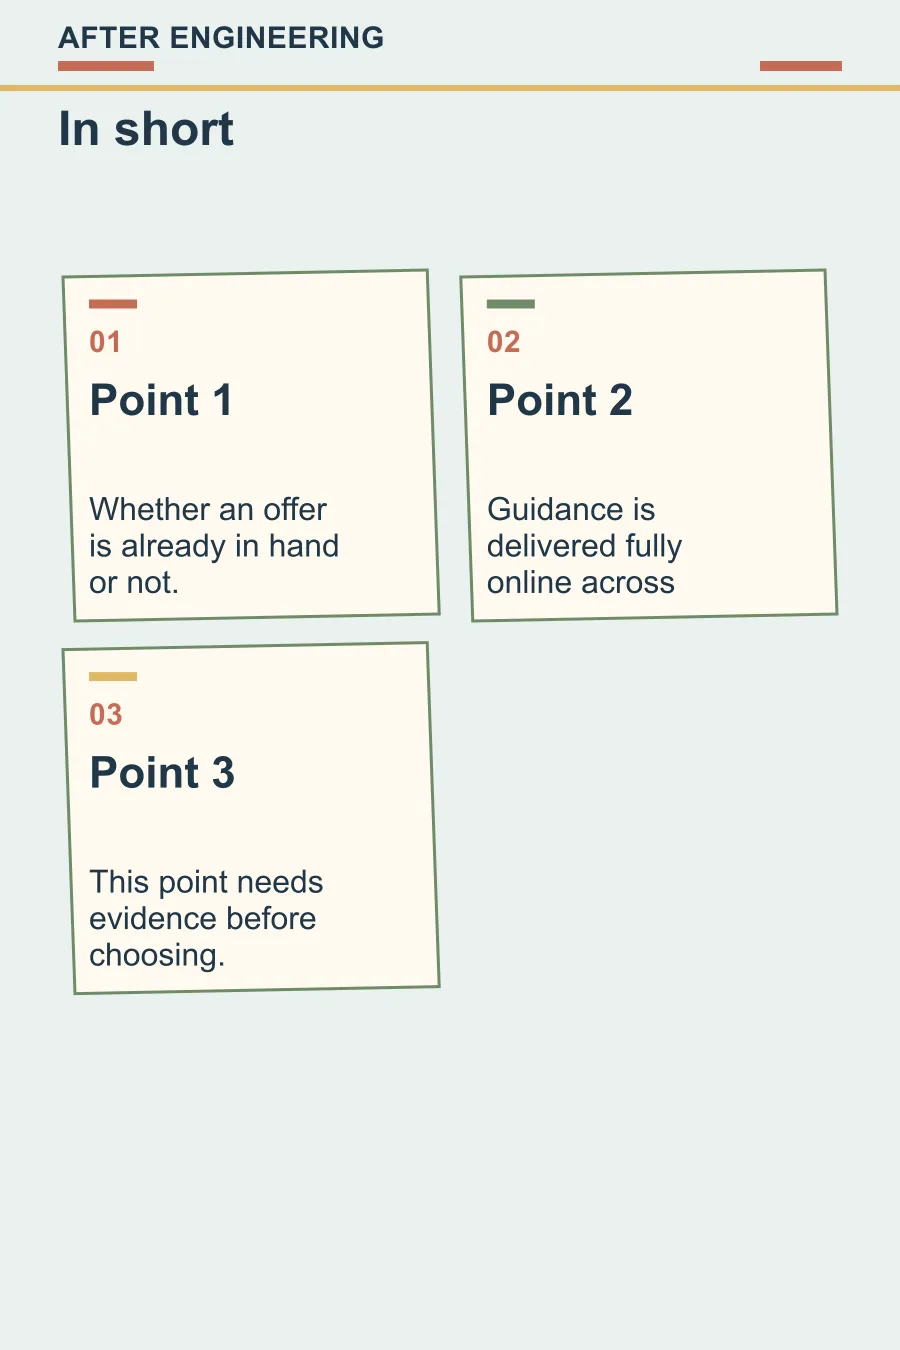 AFTER ENGINEERING
In short
01
Point 1
Whether an offer
is already in hand
or not.
02
Point 2
Guidance is
delivered fully
online across
03
Point 3
This point needs
evidence before
choosing.